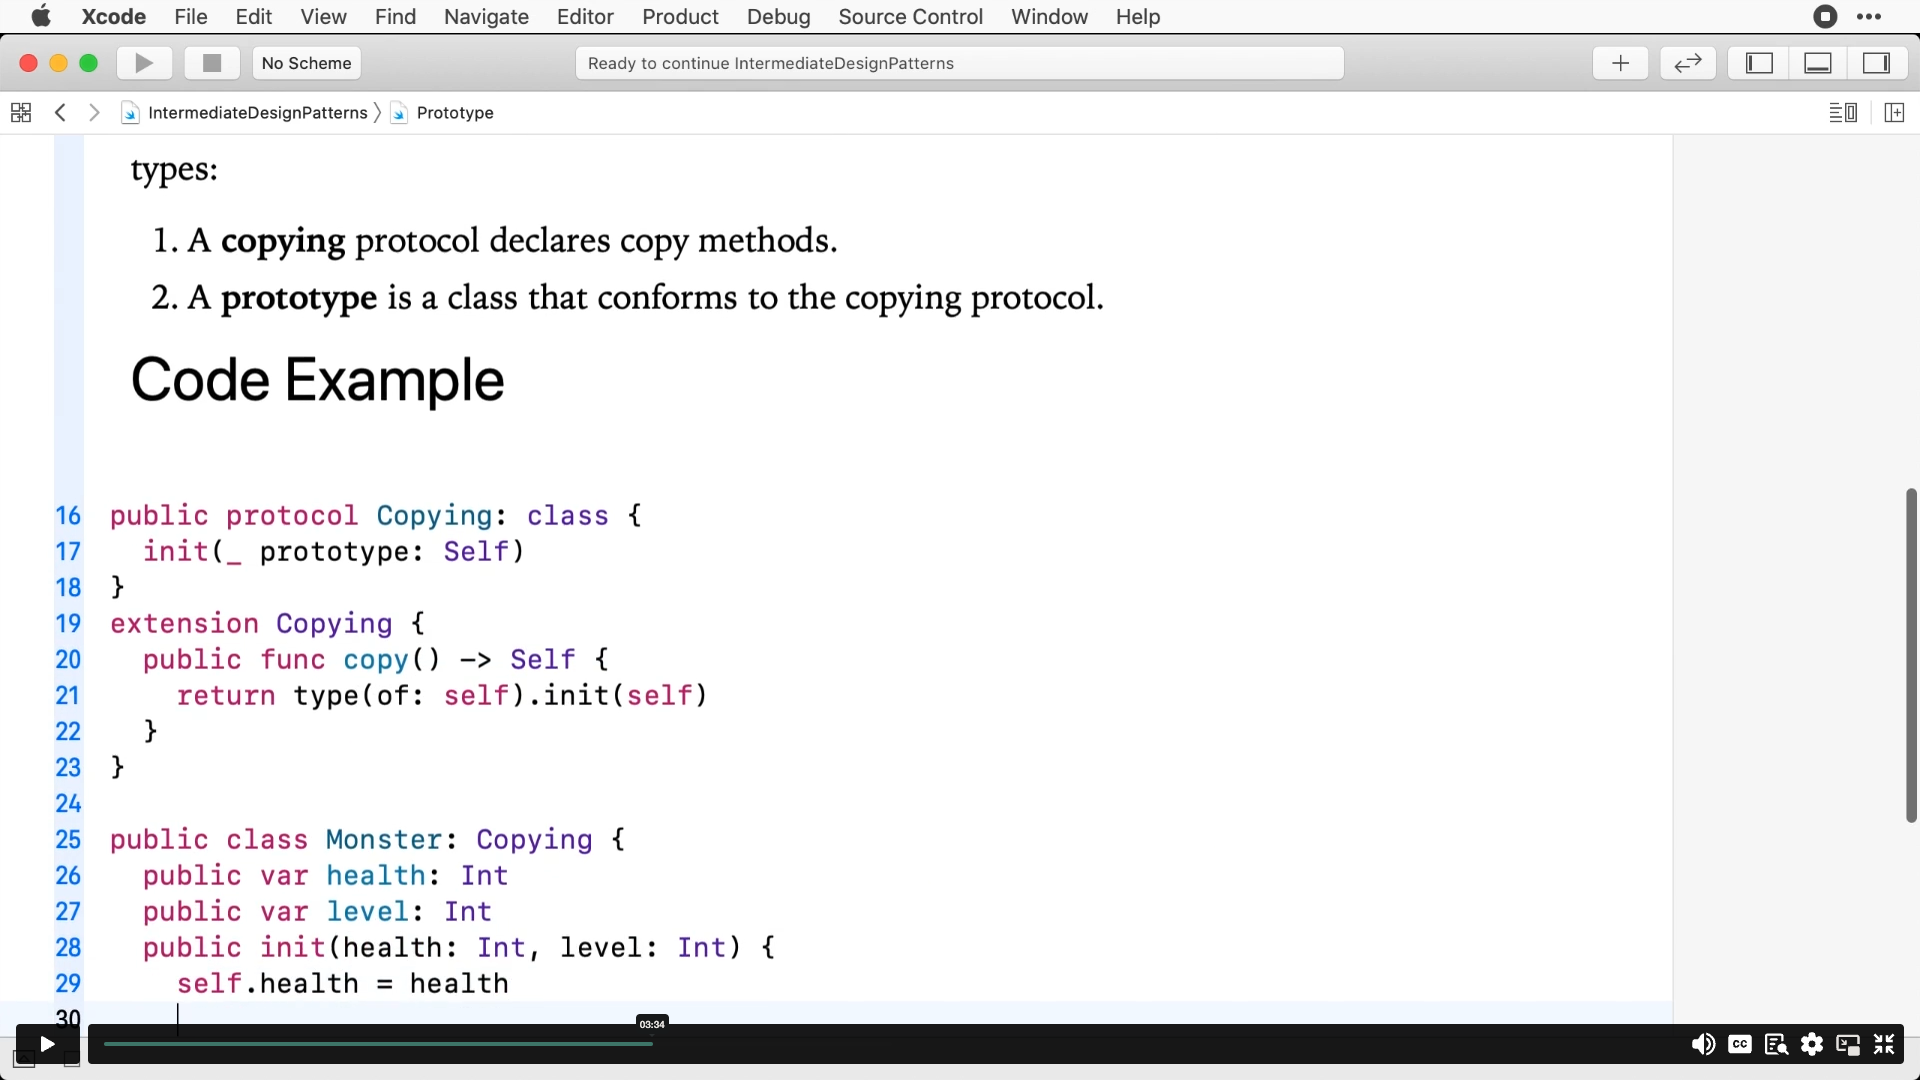 Xcode File Edit View Find Navigate Editor Product Debug Source Control Window Help
No Scheme
Ready to continue IntermediateDesignPatterns
IntermediateDesignPatterns 〉 Prototype
types:
1. A copying protocol declares copy methods.
2. A prototype is a class that conforms to the copying protocol.
Code Example
16 public protocol Copying: class {
17 init(_ prototype: Self)
18 }
19 extension Copying {
20 public func copy() -> Self {
21 return type(of: self).init(self)
22 }
23 }
24
25 public class Monster: Copying {
26 public var health: Int
27 public var level: Int
28 public init(health: Int, level: Int) {
29 self.health = health
30
03:34
CC